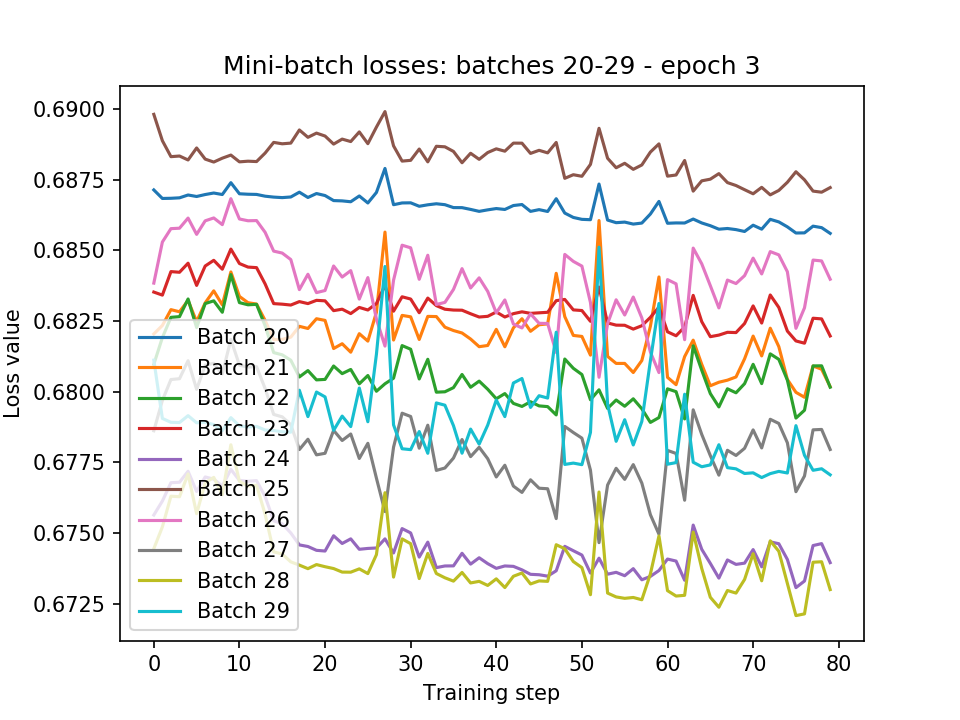 Mini-batch losses: batches 20-29 - epoch 3
0.6900
0.6875
0.6850
0.6825
0.6800
0.6775
0.6750
0.6725
Loss value
Batch 20
Batch 21
Batch 22
Batch 23
Batch 24
Batch 25
Batch 26
Batch 27
Batch 28
Batch 29
0 10 20 30 40 50 60 70 80
Training step